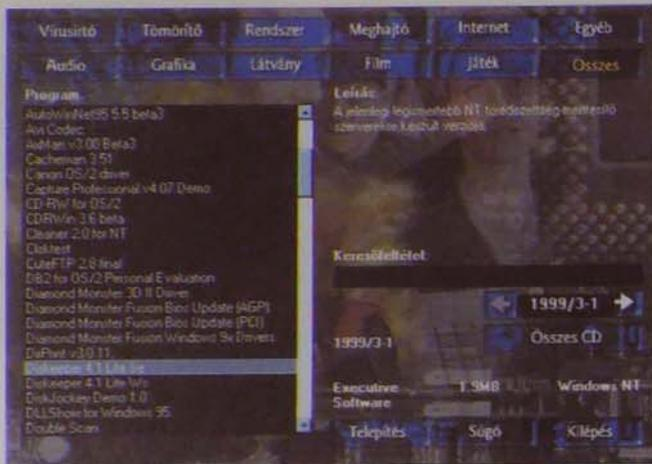 Vírusirtó
Tömörítő
Rendszer
Meghajtó
Internet
Egyéb
Audio
Grafika
Látvány
Film
Játék
Összes
Program
AutoWinNet95 5.5 beta3
Avi Codec
AxMan v3.00 Beta3
Cacheman 3.51
Canon OS/2 driver
Capture Professional v4.07 Demo
CD-RW for OS/2
CDRWin 3.6 beta
Cleaner 2.0 for NT
Cloktest
CuteFTP 2.8 final
DB2 for OS/2 Personal Evaluation
Diamond Monster 3D II Driver
Diamond Monster Fusion Bios Update (AGP)
Diamond Monster Fusion Bios Update (PCI)
Diamond Monster Fusion Windows 9x Drivers
DiPrint v3.0.11
Diskeeper 4.1 Lite Se
Diskeeper 4.1 Lite Ws
DiskJockey Demo 1.0
DLLShow for Windows 95
Double Scan
Leírás
A jelenlegi legismertebb NT töredezettség-mentesítő
szerverekre készült verziója.
Keresőfeltétel
1999/3-1
1999/3-1
Összes CD
Executive
Software
1.9MB
Windows NT
Telepítés
Súgó
Kilépés